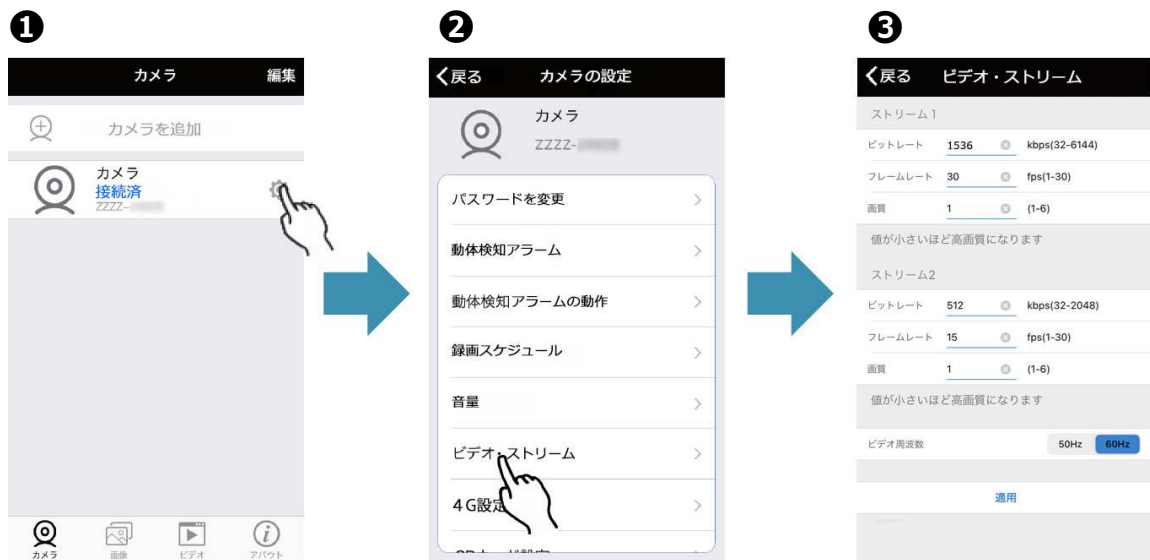 ❶
カメラ 編集
カメラを追加
カメラ
接続済
ZZZZ-
カメラ 画像 ビデオ アバウト
❷
戻る カメラの設定
カメラ
ZZZZ-
パスワードを変更
動体検知アラーム
動体検知アラームの動作
録画スケジュール
音量
ビデオ・ストリーム
4G設定
❸
戻る ビデオ・ストリーム
ストリーム1
ビットレート 1536 kbps(32-6144)
フレームレート 30 fps(1-30)
画質 1 (1-6)
値が小さいほど高画質になります
ストリーム2
ビットレート 512 kbps(32-2048)
フレームレート 15 fps(1-30)
画質 1 (1-6)
値が小さいほど高画質になります
ビデオ周波数 50Hz 60Hz
適用